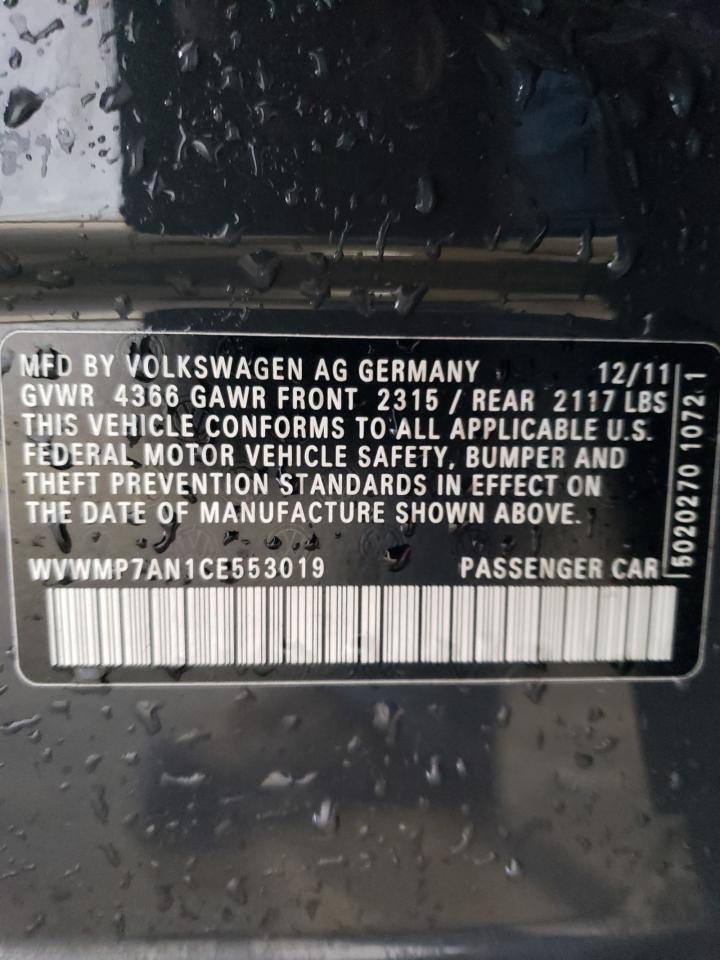 MFD BY VOLKSWAGEN AG GERMANY 12/11
GVWR 4366 GAWR FRONT 2315 / REAR 2117 LBS
THIS VEHICLE CONFORMS TO ALL APPLICABLE U.S.
FEDERAL MOTOR VEHICLE SAFETY, BUMPER AND
THEFT PREVENTION STANDARDS IN EFFECT ON
THE DATE OF MANUFACTURE SHOWN ABOVE.
WVWMP7AN1CE553019 PASSENGER CAR
5020270 1072 1